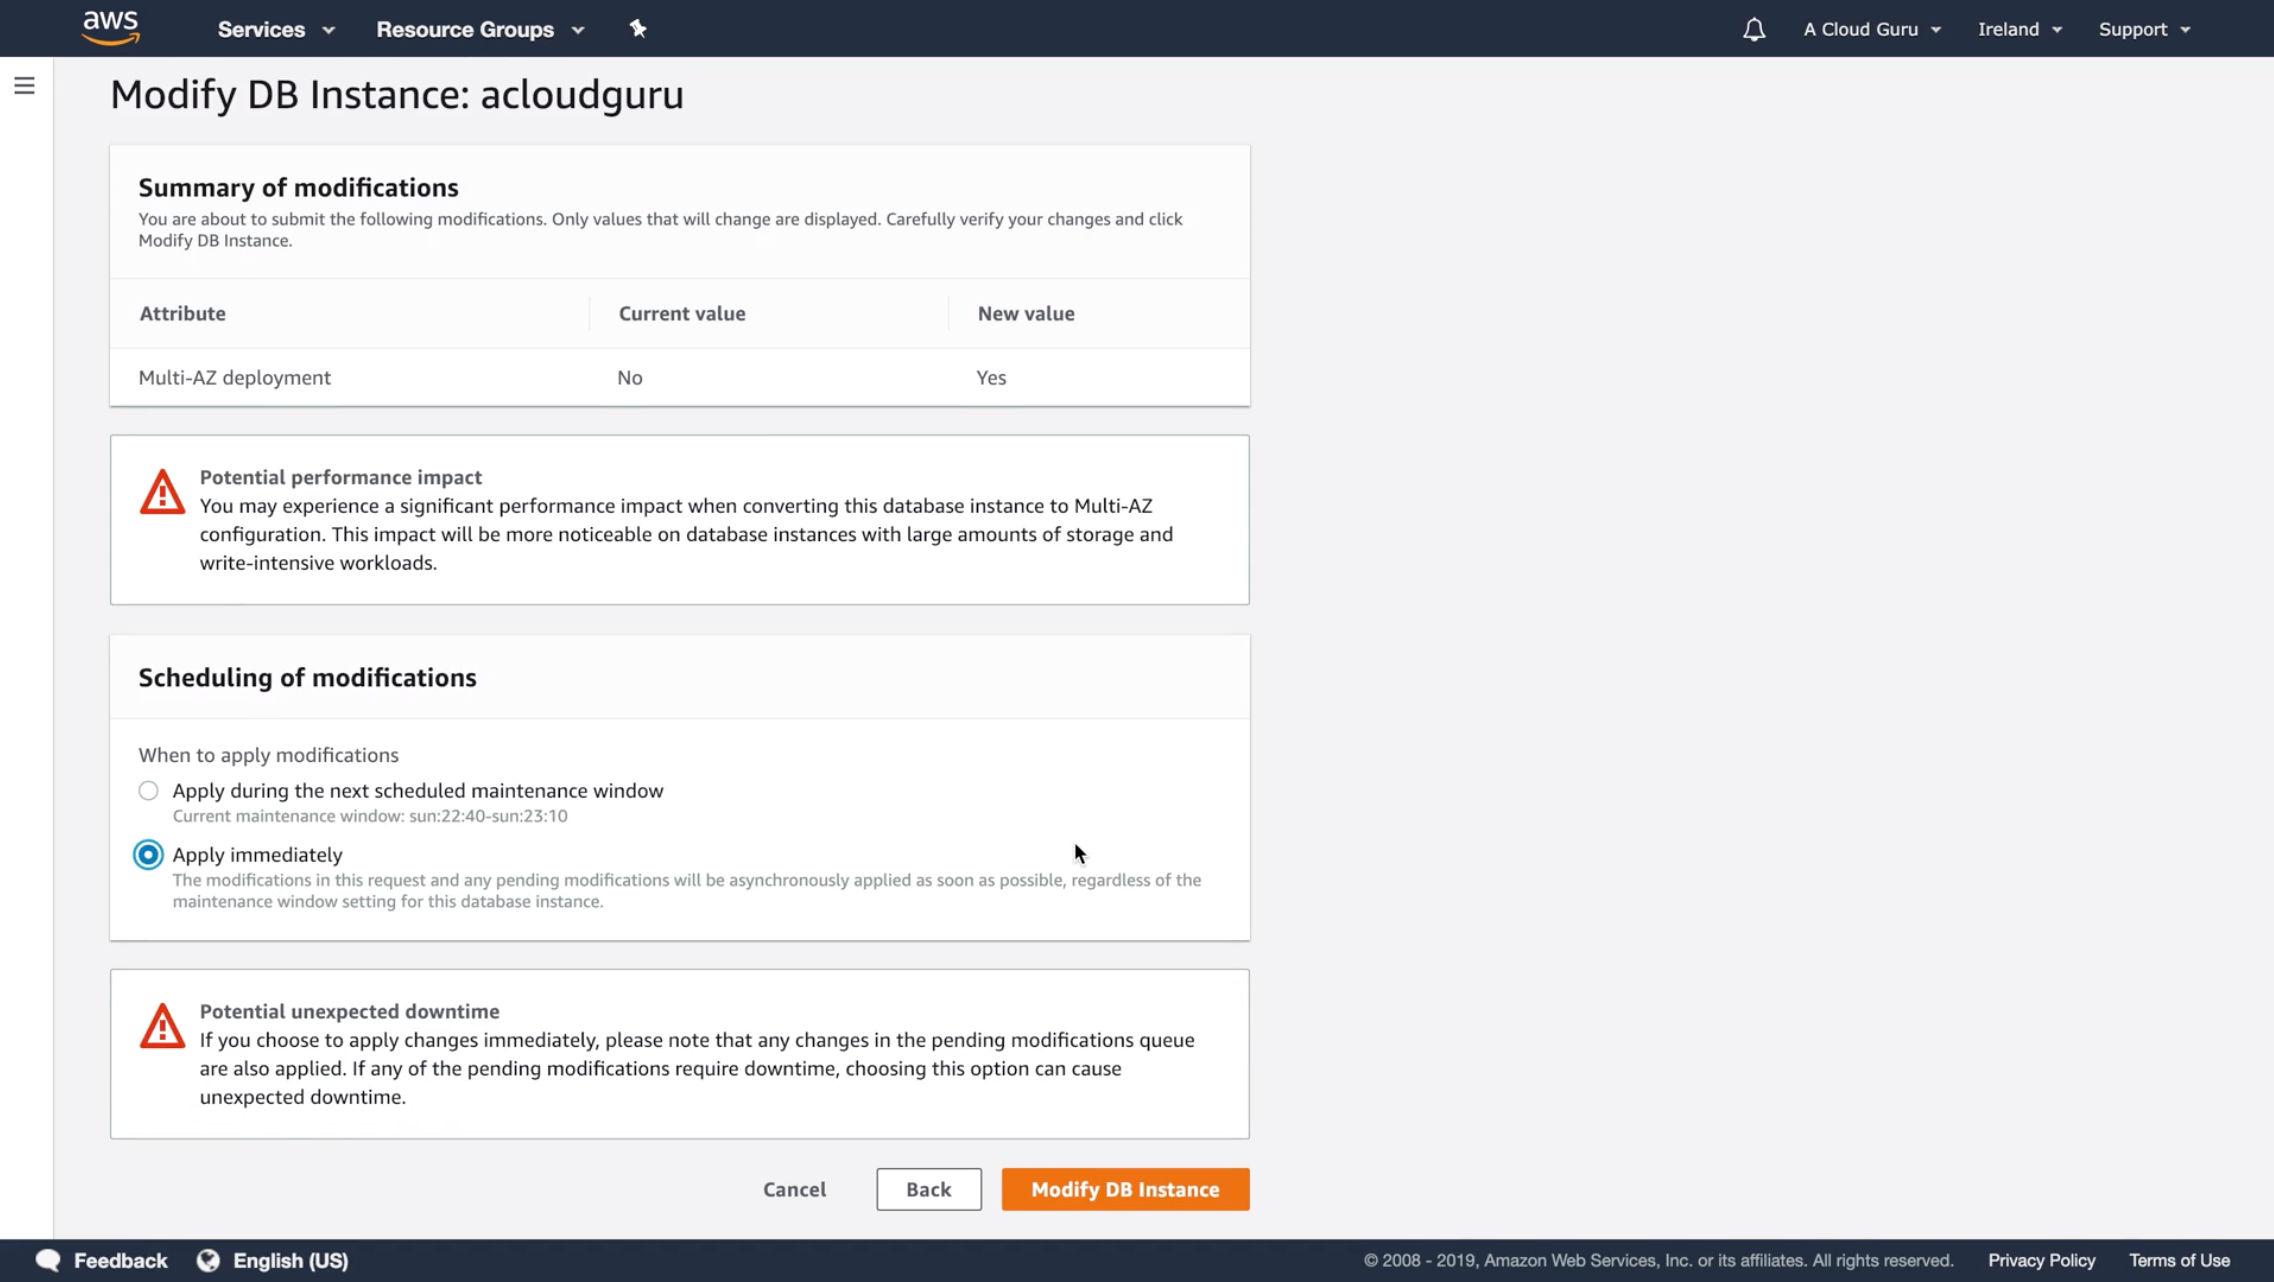 aws Services Resource Groups A Cloud Guru Ireland Support
Modify DB Instance: acloudguru
Summary of modifications
You are about to submit the following modifications. Only values that will change are displayed. Carefully verify your changes and click
Modify DB Instance.
Attribute Current value New value
Multi-AZ deployment No Yes
Potential performance impact
You may experience a significant performance impact when converting this database instance to Multi-AZ
configuration. This impact will be more noticeable on database instances with large amounts of storage and
write-intensive workloads.
Scheduling of modifications
When to apply modifications
Apply during the next scheduled maintenance window
Current maintenance window: sun:22:40-sun:23:10
Apply immediately
The modifications in this request and any pending modifications will be asynchronously applied as soon as possible, regardless of the
maintenance window setting for this database instance.
Potential unexpected downtime
If you choose to apply changes immediately, please note that any changes in the pending modifications queue
are also applied. If any of the pending modifications require downtime, choosing this option can cause
unexpected downtime.
Cancel Back Modify DB Instance
Feedback English (US) © 2008 - 2019, Amazon Web Services, Inc. or its affiliates. All rights reserved. Privacy Policy Terms of Use